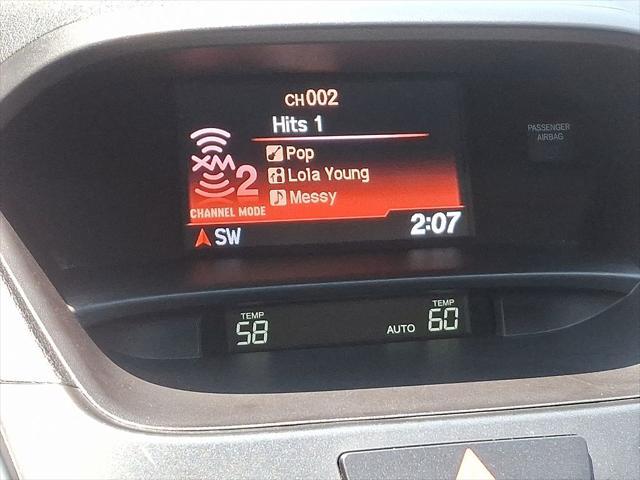 CH002
Hits 1
PASSENGER
AIRBAG
Pop
XM 2
Lola Young
CHANNEL MODE
Messy
SW
2:07
TEMP
58
AUTO
TEMP
60